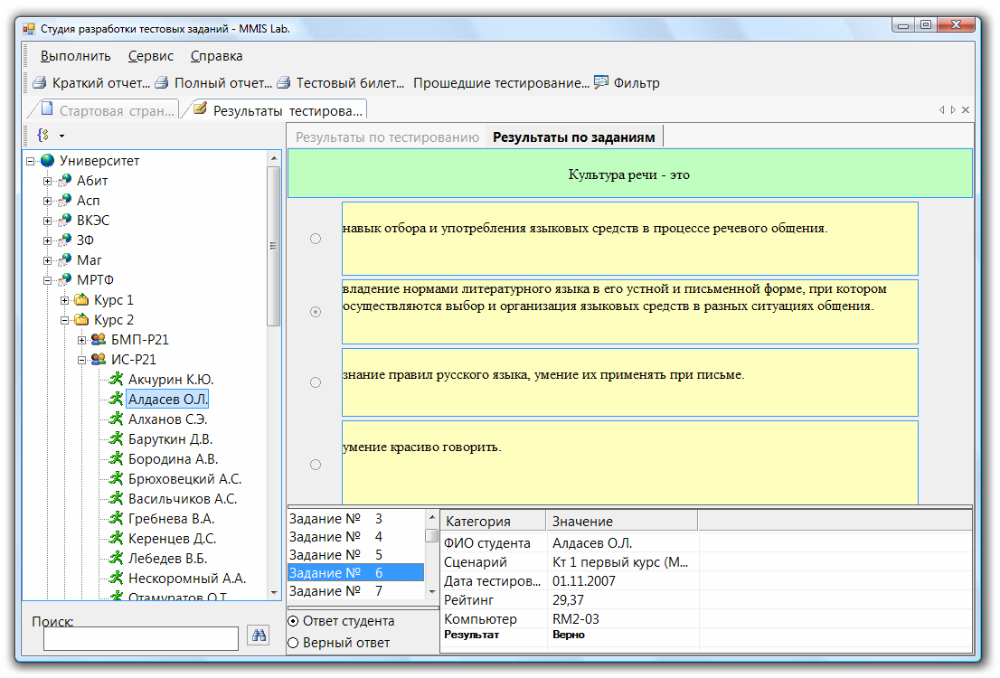 Студия разработки тестовых заданий - MMIS Lab.
Выполнить Сервис Справка
Краткий отчет... Полный отчет... Тестовый билет... Прошедшие тестирование... Фильтр
Стартовая стран... Результаты тестирова...
Результаты по тестированию Результаты по заданиям
Университет
Абит
Асп
ВКЭС
ЗФ
Маг
МРТФ
Курс 1
Курс 2
БМП-Р21
ИС-Р21
Акчурин К.Ю.
Алдасев О.Л.
Алханов С.Э.
Баруткин Д.В.
Бородина А.В.
Брюховецкий А.С.
Васильчиков А.С.
Гребнева В.А.
Керенцев Д.С.
Лебедев В.Б.
Нескоромный А.А.
Отамуратов О.Т.
Поиск:
Культура речи - это
навык отбора и употребления языковых средств в процессе речевого общения.
владение нормами литературного языка в его устной и письменной форме, при котором
осуществляются выбор и организация языковых средств в разных ситуациях общения.
знание правил русского языка, умение их применять при письме.
умение красиво говорить.
Задание № 3
Задание № 4
Задание № 5
Задание № 6
Задание № 7
Ответ студента
Верный ответ
Категория Значение
ФИО студента Алдасев О.Л.
Сценарий Кт 1 первый курс (М...
Дата тестиров... 01.11.2007
Рейтинг 29,37
Компьютер RM2-03
Результат Верно